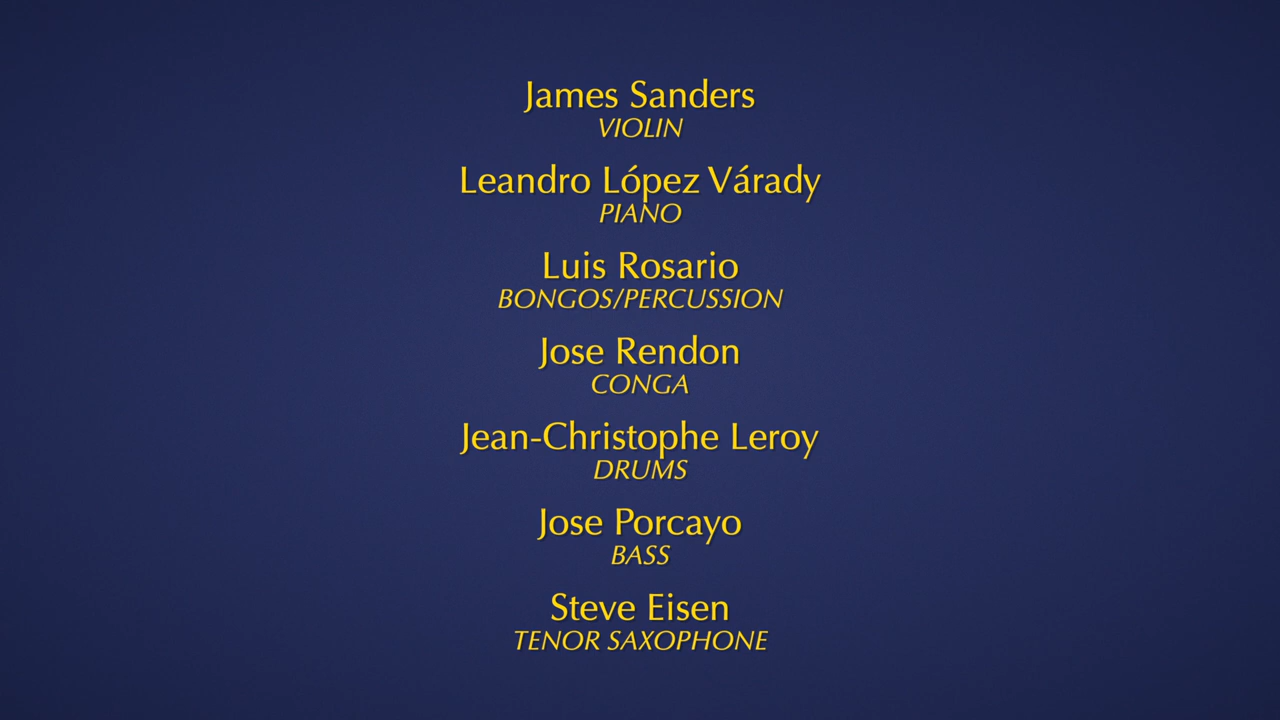 James Sanders
VIOLIN
Leandro López Várady
PIANO
Luis Rosario
BONGOS/PERCUSSION
Jose Rendon
CONGA
Jean-Christophe Leroy
DRUMS
Jose Porcayo
BASS
Steve Eisen
TENOR SAXOPHONE